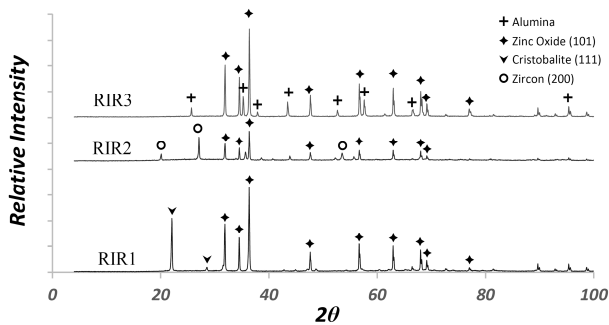 Alumina
Zinc Oxide (101)
Cristobalite (111)
Zircon (200)
RIR3
RIR2
RIR1
Relative Intensity
0 20 40 60 80 100
2θ